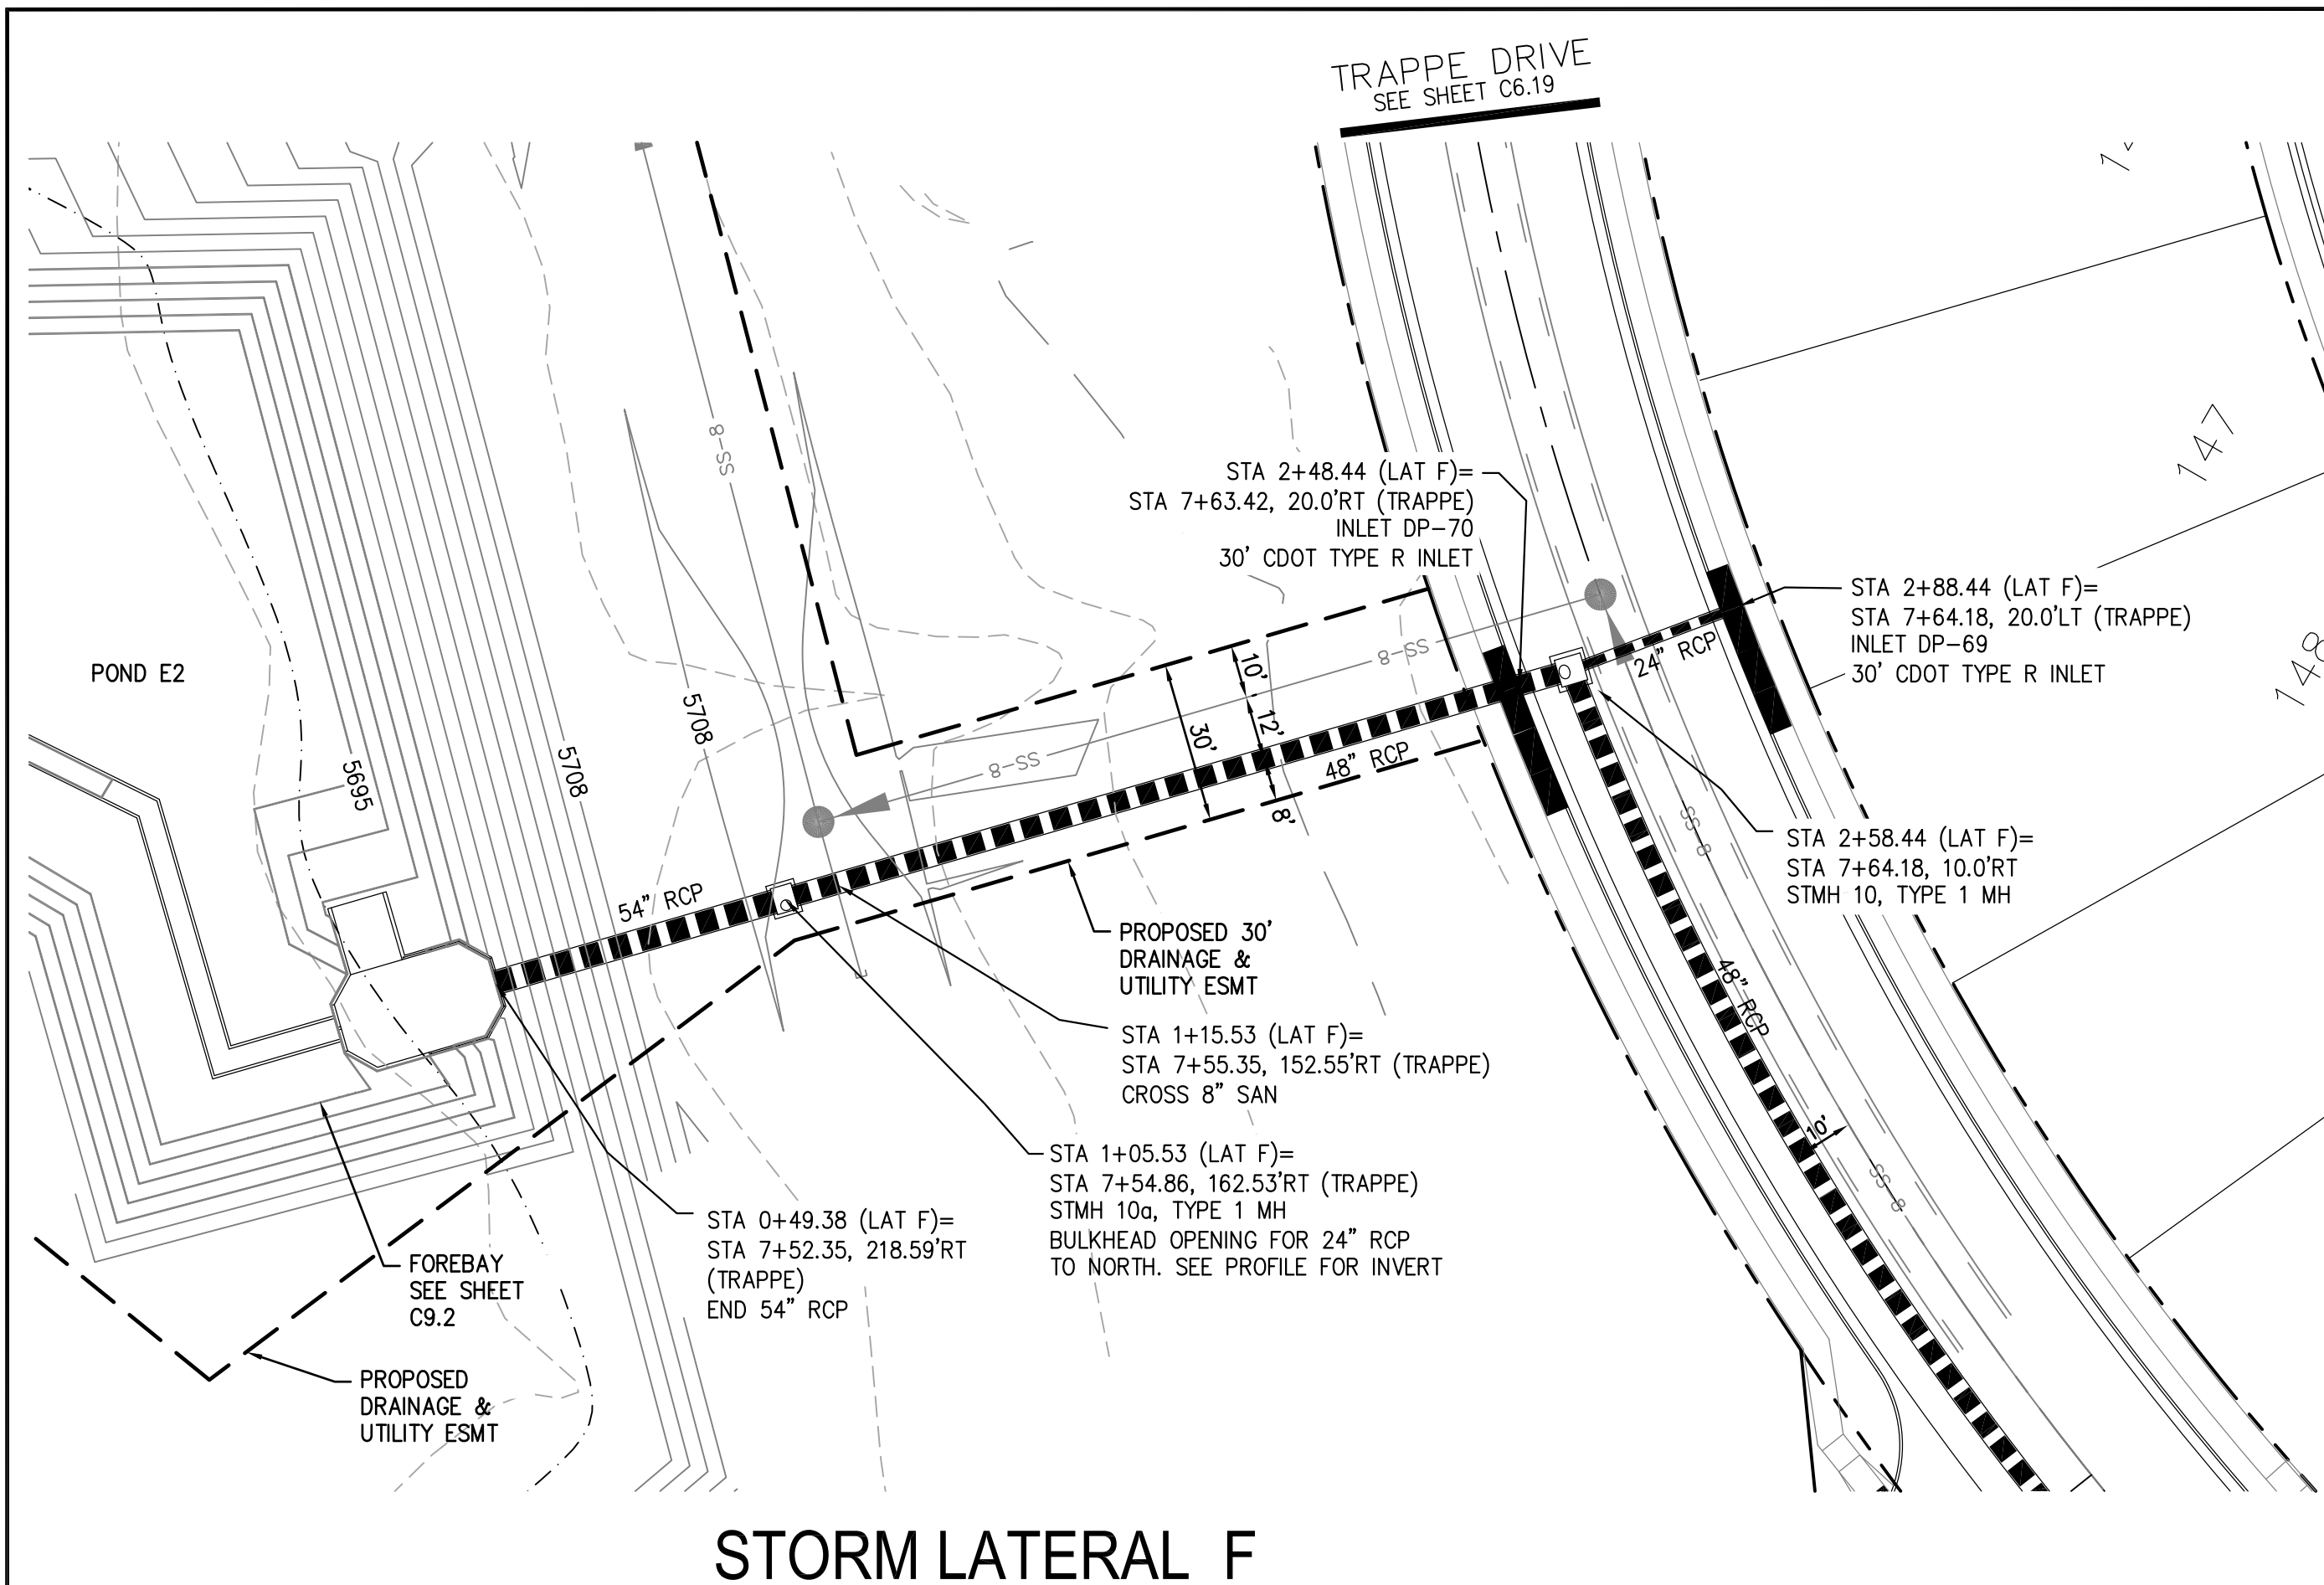 TRAPPE DRIVE
SEE SHEET C6.19
147
148
STA 2+48.44 (LAT F)=
STA 7+63.42, 20.0'RT (TRAPPE)
INLET DP-70
30' CDOT TYPE R INLET
STA 2+88.44 (LAT F)=
STA 7+64.18, 20.0'LT (TRAPPE)
INLET DP-69
30' CDOT TYPE R INLET
8-SS
8-SS
8-SS
24" RCP
POND E2
5695
5708
5708
10'
12'
30'
8'
48" RCP
54" RCP
STA 2+58.44 (LAT F)=
STA 7+64.18, 10.0'RT
STMH 10, TYPE 1 MH
SS 8
48" RCP
10'
SS 8
PROPOSED 30'
DRAINAGE &
UTILITY ESMT
STA 1+15.53 (LAT F)=
STA 7+55.35, 152.55'RT (TRAPPE)
CROSS 8" SAN
STA 1+05.53 (LAT F)=
STA 7+54.86, 162.53'RT (TRAPPE)
STMH 10a, TYPE 1 MH
BULKHEAD OPENING FOR 24" RCP
TO NORTH. SEE PROFILE FOR INVERT
STA 0+49.38 (LAT F)=
STA 7+52.35, 218.59'RT
(TRAPPE)
END 54" RCP
FOREBAY
SEE SHEET
C9.2
PROPOSED
DRAINAGE &
UTILITY ESMT
STORM LATERAL F